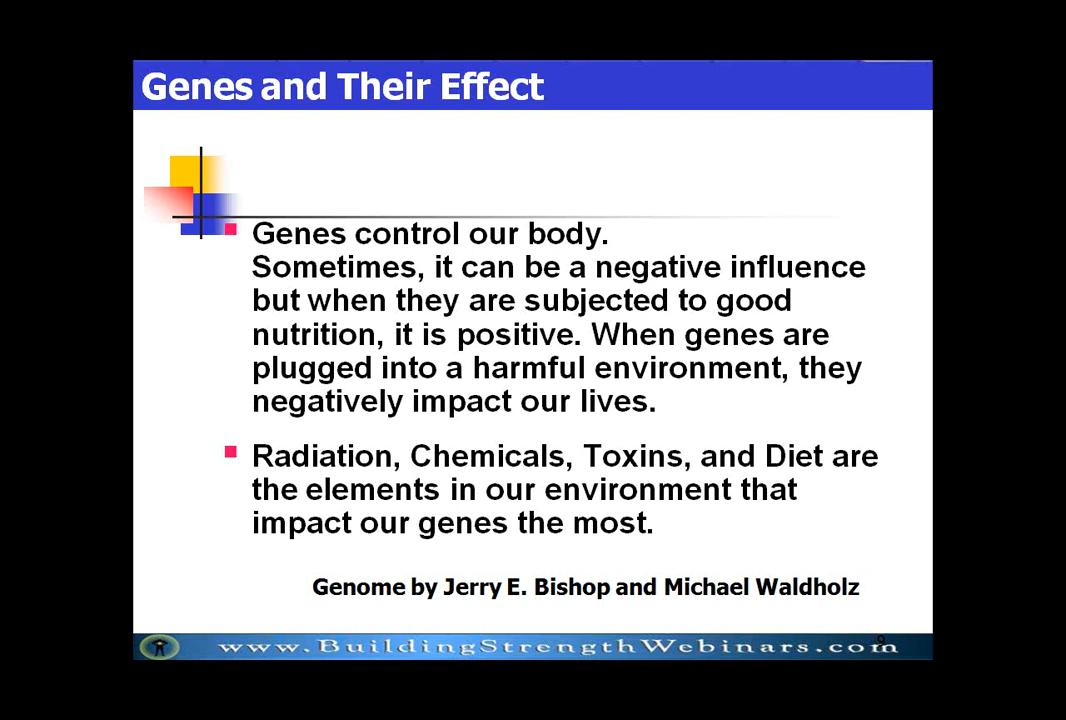 Genes and Their Effect
Genes control our body.
Sometimes, it can be a negative influence
but when they are subjected to good
nutrition, it is positive. When genes are
plugged into a harmful environment, they
negatively impact our lives.
Radiation, Chemicals, Toxins, and Diet are
the elements in our environment that
impact our genes the most.
Genome by Jerry E. Bishop and Michael Waldholz
9
www.BuildingStrengthWebinars.com